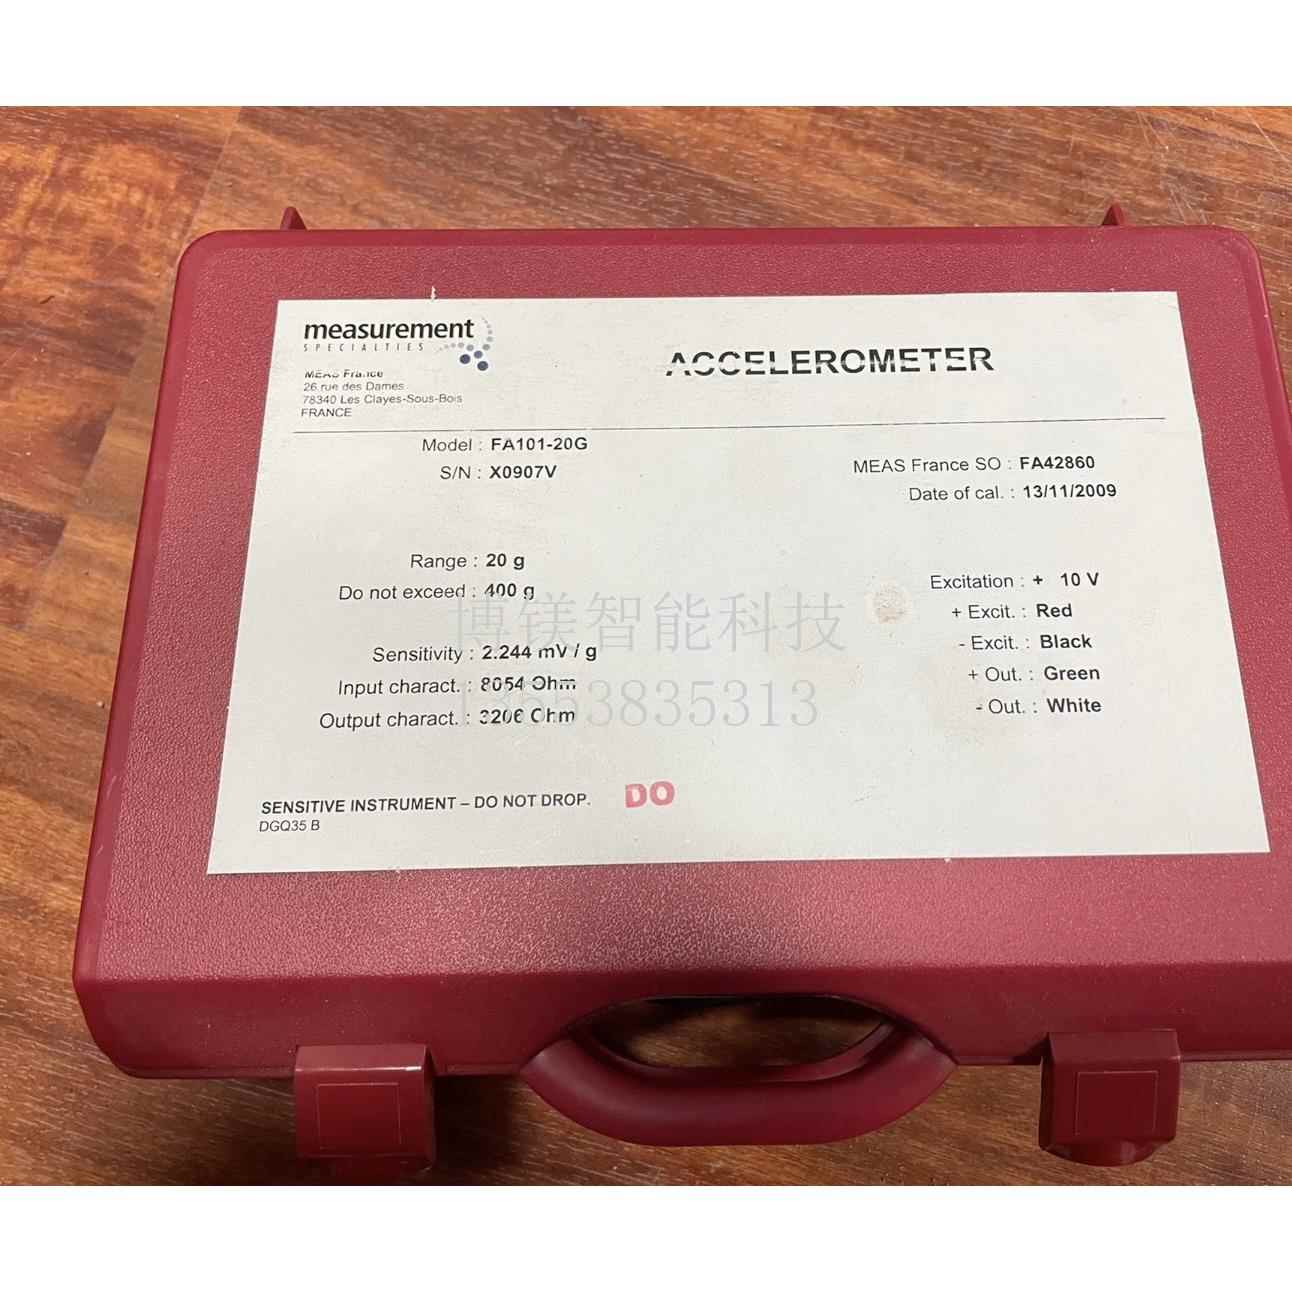 measurement
SPECIALTIES
MEAS France
26 rue des Dames
78340 Les Clayes-Sous-Bois
FRANCE
ACCELEROMETER
Model : FA101-20G
S/N : X0907V
MEAS France SO : FA42860
Date of cal. : 13/11/2009
Range : 20 g
Do not exceed : 400 g
Sensitivity : 2.244 mV / g
Input charact. : 8054 Ohm
Output charact. : 3206 Ohm
Excitation : + 10 V
+ Excit. : Red
- Excit. : Black
+ Out. : Green
- Out. : White
博镁智能科技
SENSITIVE INSTRUMENT – DO NOT DROP.
DO
DGQ35 B